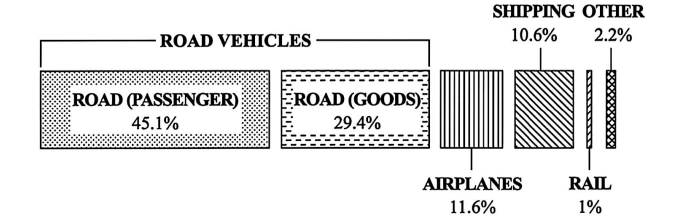 SHIPPING OTHER
10.6% 2.2%
ROAD VEHICLES
ROAD (PASSENGER)
45.1%
ROAD (GOODS)
29.4%
AIRPLANES
11.6%
RAIL
1%